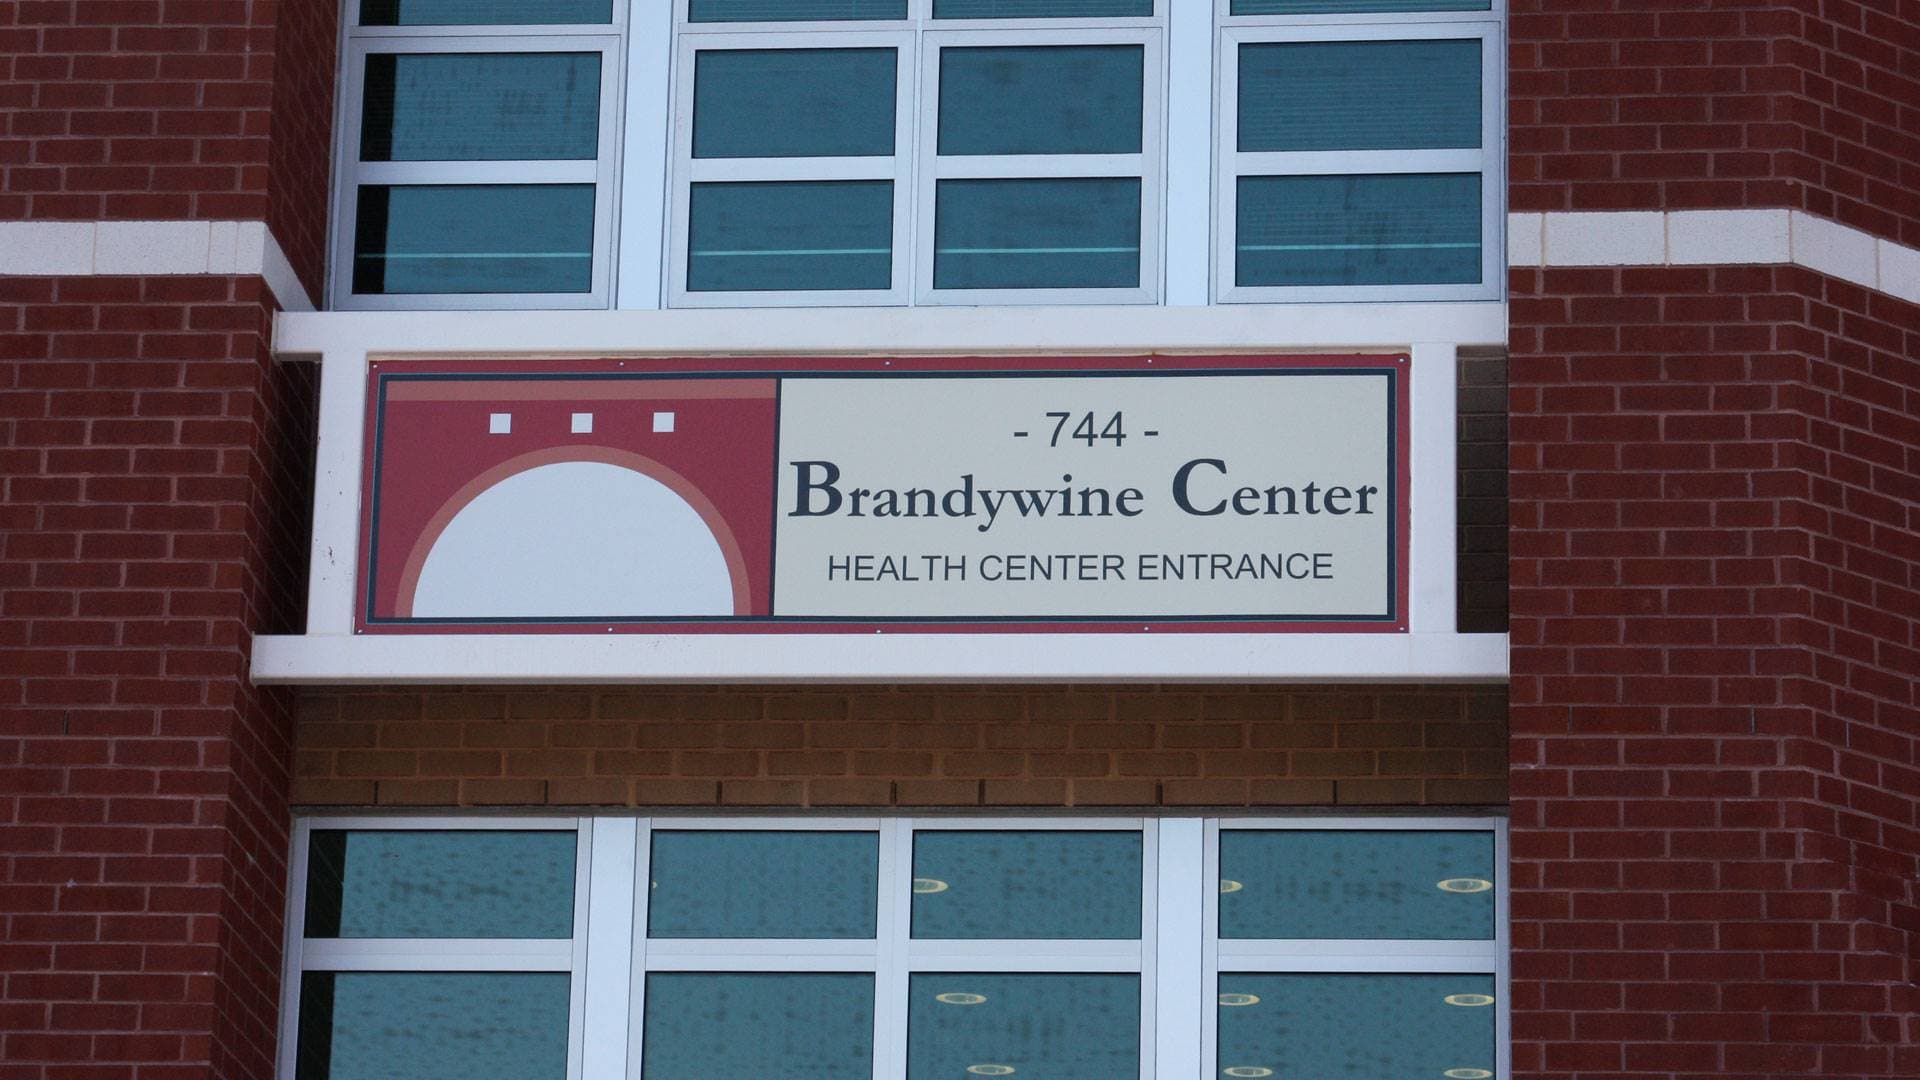 - 744 -
Brandywine Center
HEALTH CENTER ENTRANCE